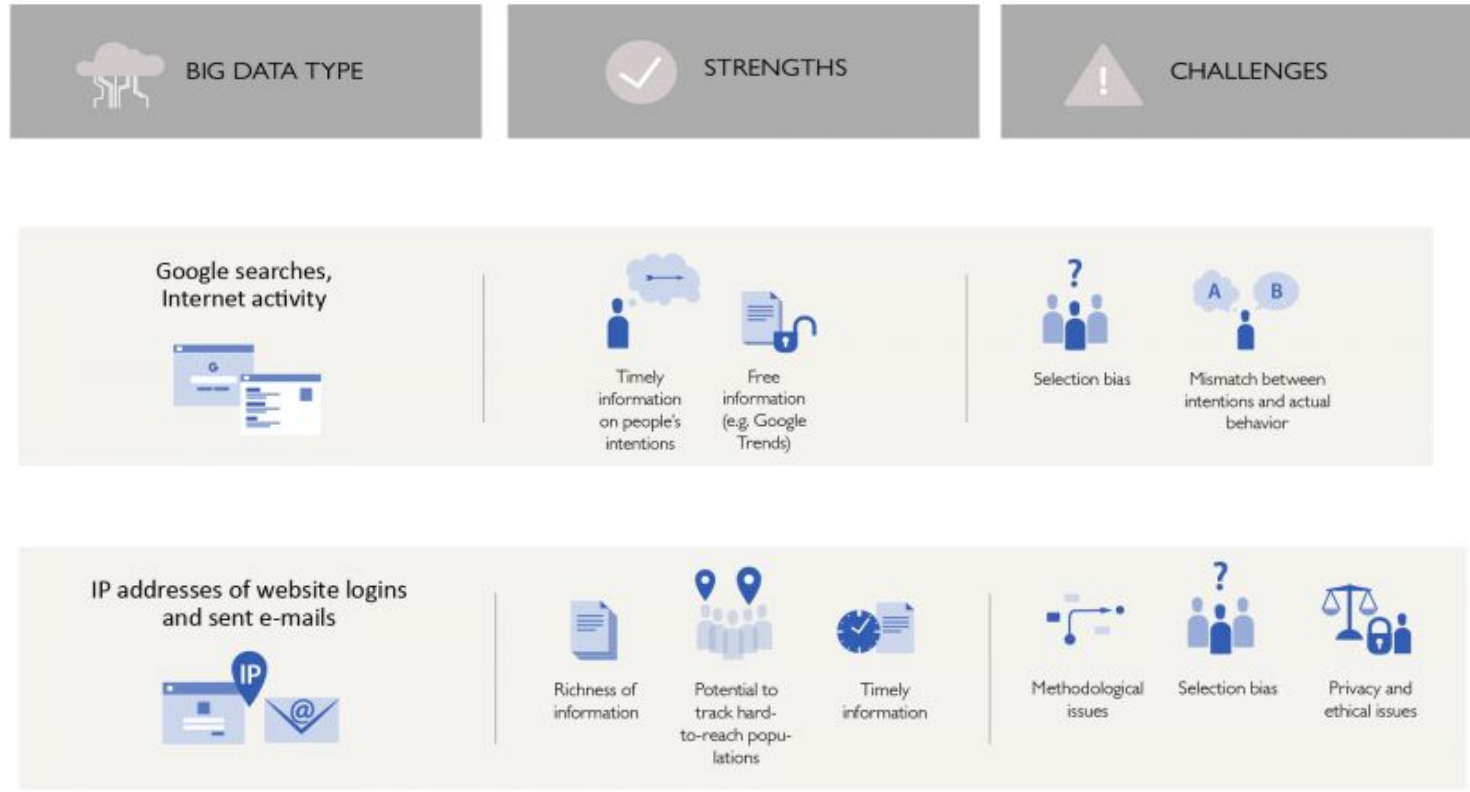 BIG DATA TYPE
STRENGTHS
!
CHALLENGES
Google searches,
Internet activity
G
Timely
information
on people's
intentions
Free
information
(e.g. Google
Trends)
?
Selection bias
A
B
Mismatch between
intentions and actual
behavior
IP addresses of website logins
and sent e-mails
IP
@
Richness of
information
Potential to
track hard-
to-reach popu-
lations
Timely
information
Methodological
issues
?
Selection bias
Privacy and
ethical issues